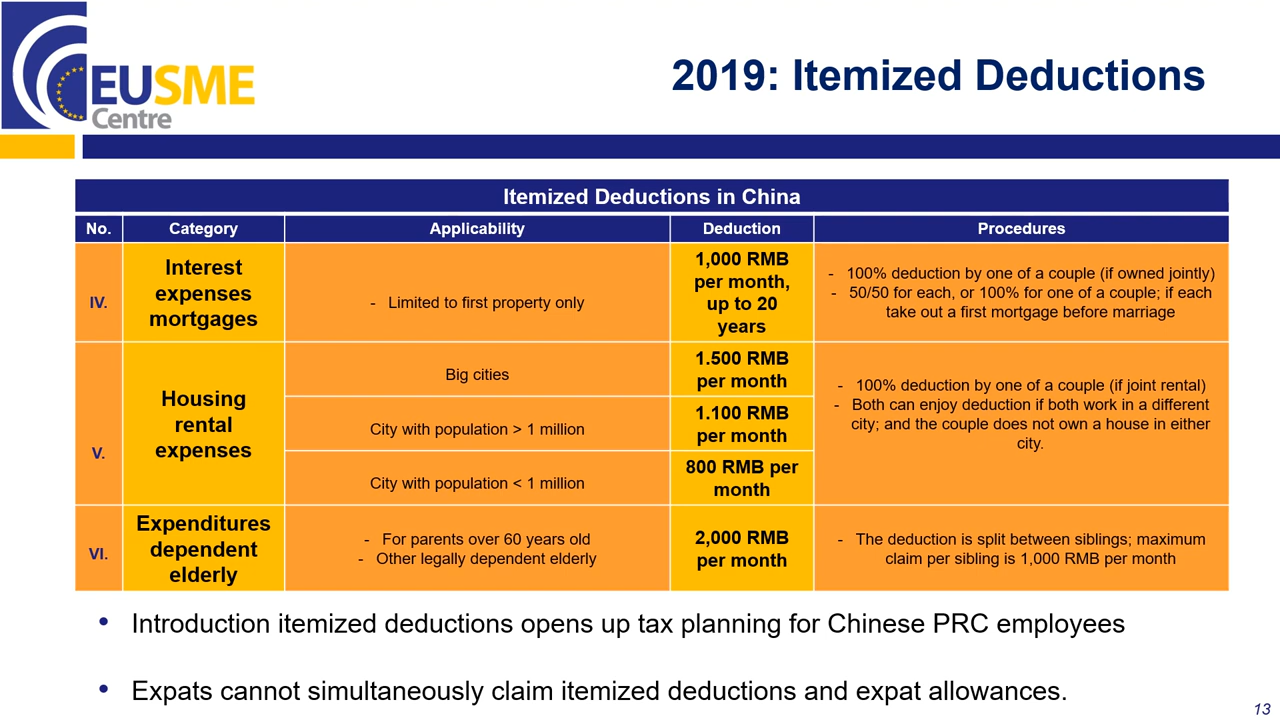 EUSME
Centre
2019: Itemized Deductions
Itemized Deductions in China
No.
Category
Applicability
Deduction
Procedures
IV.
Interest
expenses
mortgages
- Limited to first property only
1,000 RMB
per month,
up to 20
years
- 100% deduction by one of a couple (if owned jointly)
- 50/50 for each, or 100% for one of a couple; if each
take out a first mortgage before marriage
V.
Housing
rental
expenses
Big cities
1.500 RMB
per month
City with population > 1 million
1.100 RMB
per month
City with population < 1 million
800 RMB per
month
- 100% deduction by one of a couple (if joint rental)
- Both can enjoy deduction if both work in a different
city; and the couple does not own a house in either
city.
VI.
Expenditures
dependent
elderly
- For parents over 60 years old
- Other legally dependent elderly
2,000 RMB
per month
- The deduction is split between siblings; maximum
claim per sibling is 1,000 RMB per month
• Introduction itemized deductions opens up tax planning for Chinese PRC employees
• Expats cannot simultaneously claim itemized deductions and expat allowances.
13